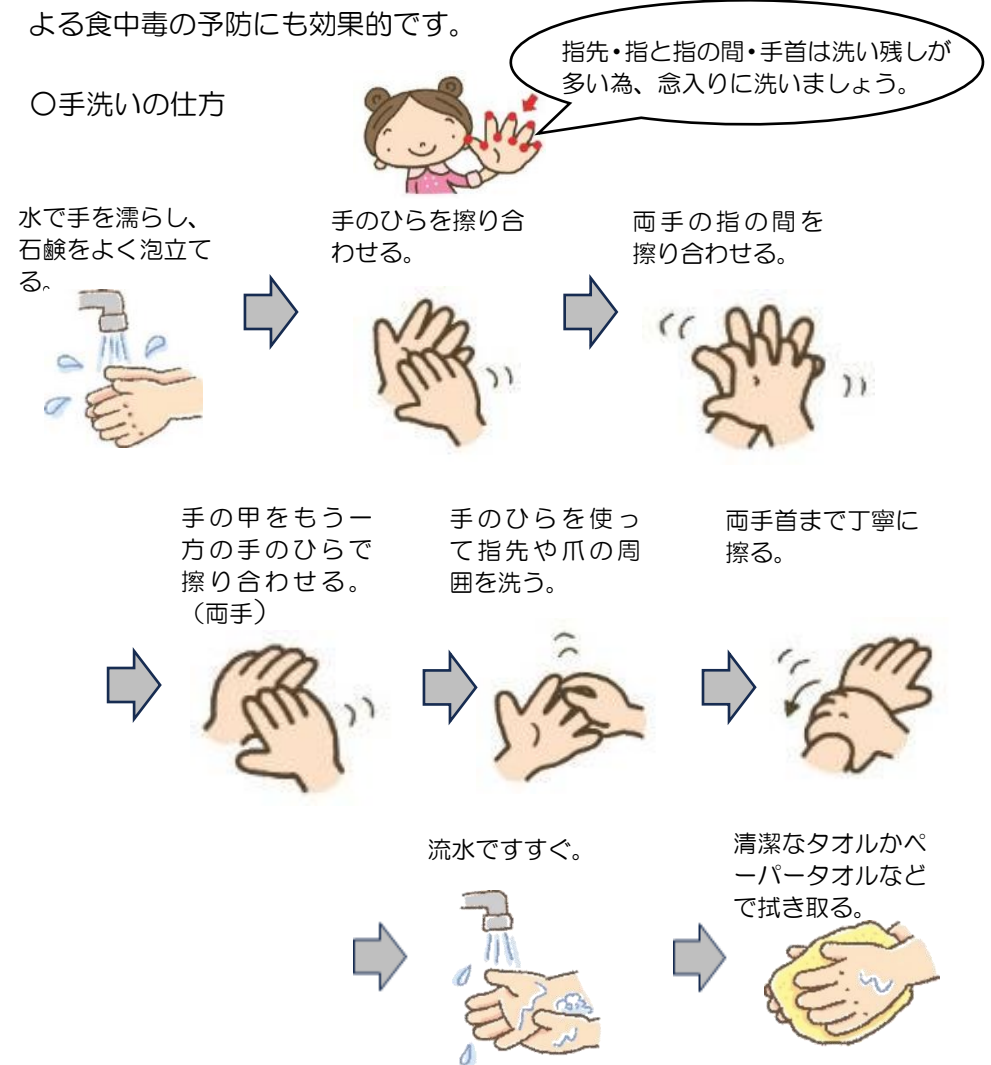 よる食中毒の予防にも効果的です。
指先・指と指の間・手首は洗い残しが
多い為、念入りに洗いましょう。
〇手洗いの仕方
水で手を濡らし、
石鹸をよく泡立て
る。
手のひらを擦り合
わせる。
両手の指の間を
擦り合わせる。
手の甲をもう一
方の手のひらで
擦り合わせる。
（両手）
手のひらを使っ
て指先や爪の周
囲を洗う。
両手首まで丁寧に
擦る。
流水ですすぐ。
清潔なタオルかペ
ーパータオルなど
で拭き取る。